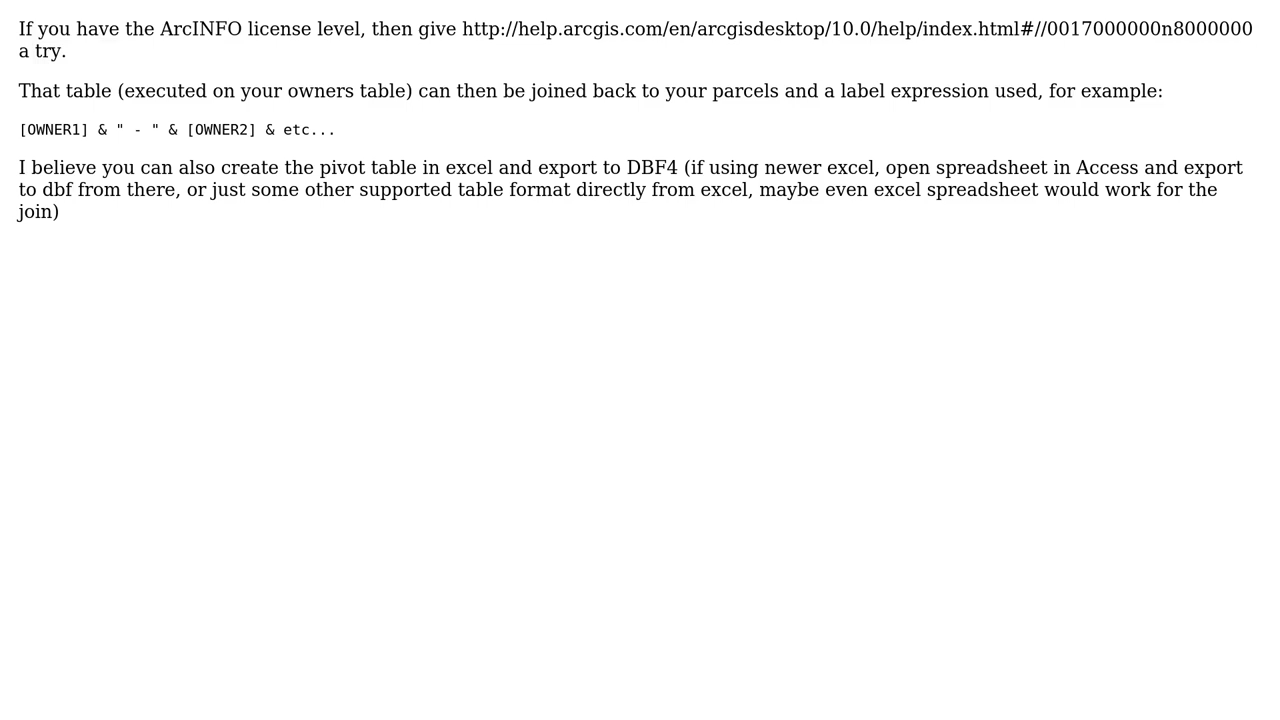 If you have the ArcINFO license level, then give http://help.arcgis.com/en/arcgisdesktop/10.0/help/index.html#//0017000000n8000000
a try.
That table (executed on your owners table) can then be joined back to your parcels and a label expression used, for example:
[OWNER1] & " - " & [OWNER2] & etc...
I believe you can also create the pivot table in excel and export to DBF4 (if using newer excel, open spreadsheet in Access and export
to dbf from there, or just some other supported table format directly from excel, maybe even excel spreadsheet would work for the
join)